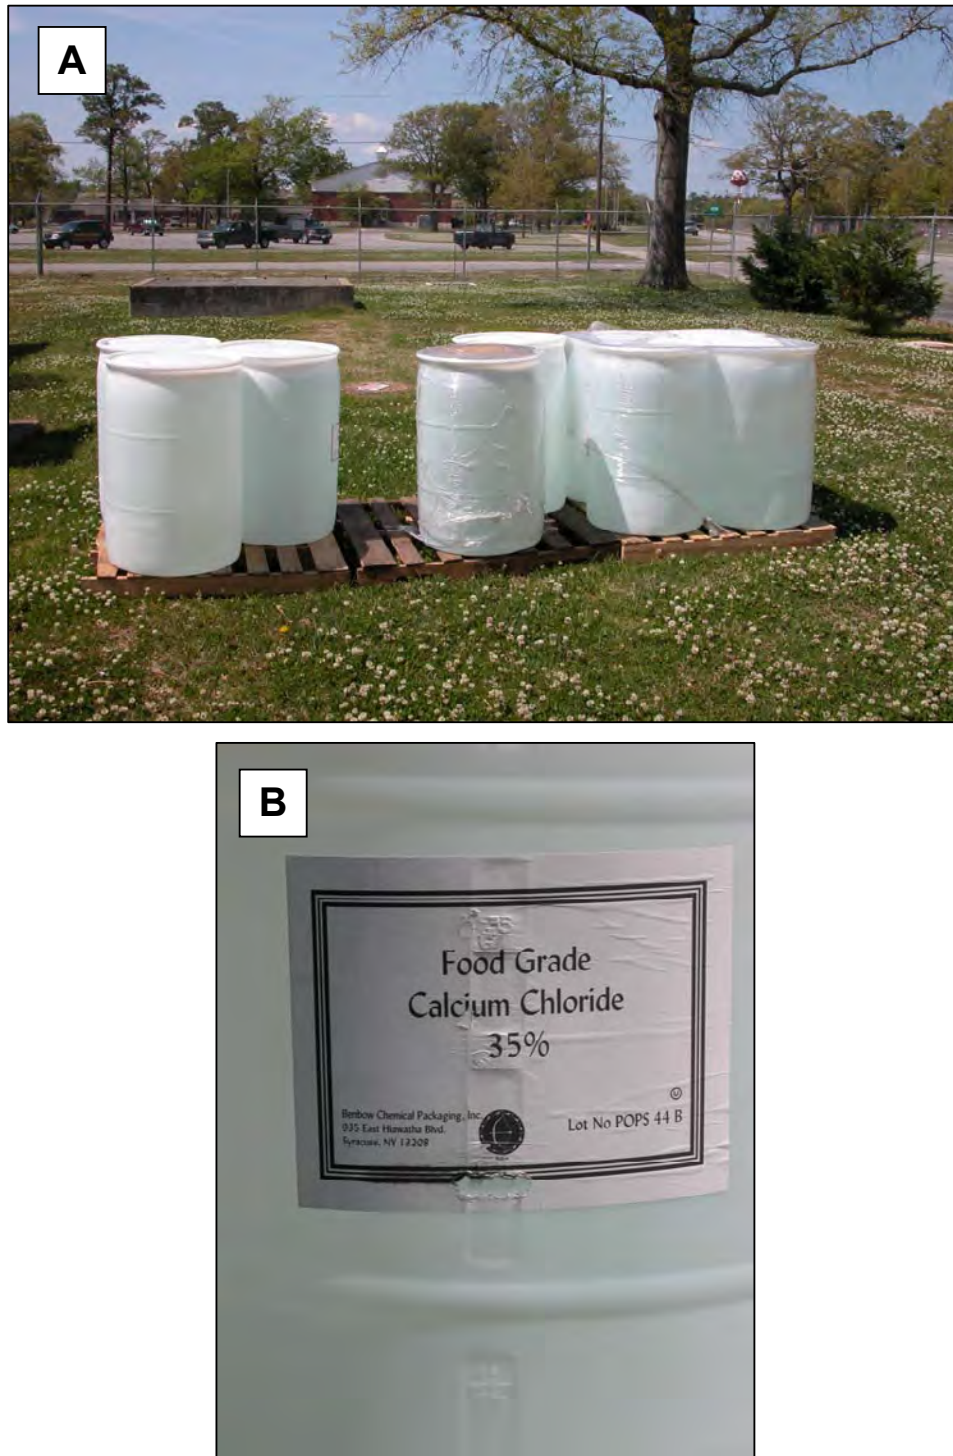 A
B
Food Grade
Calcium Chloride
35%
Benbow Chemical Packaging, Inc.
935 East Hiawatha Blvd.
Syracuse, NY 13208
Lot No POPS 44 B